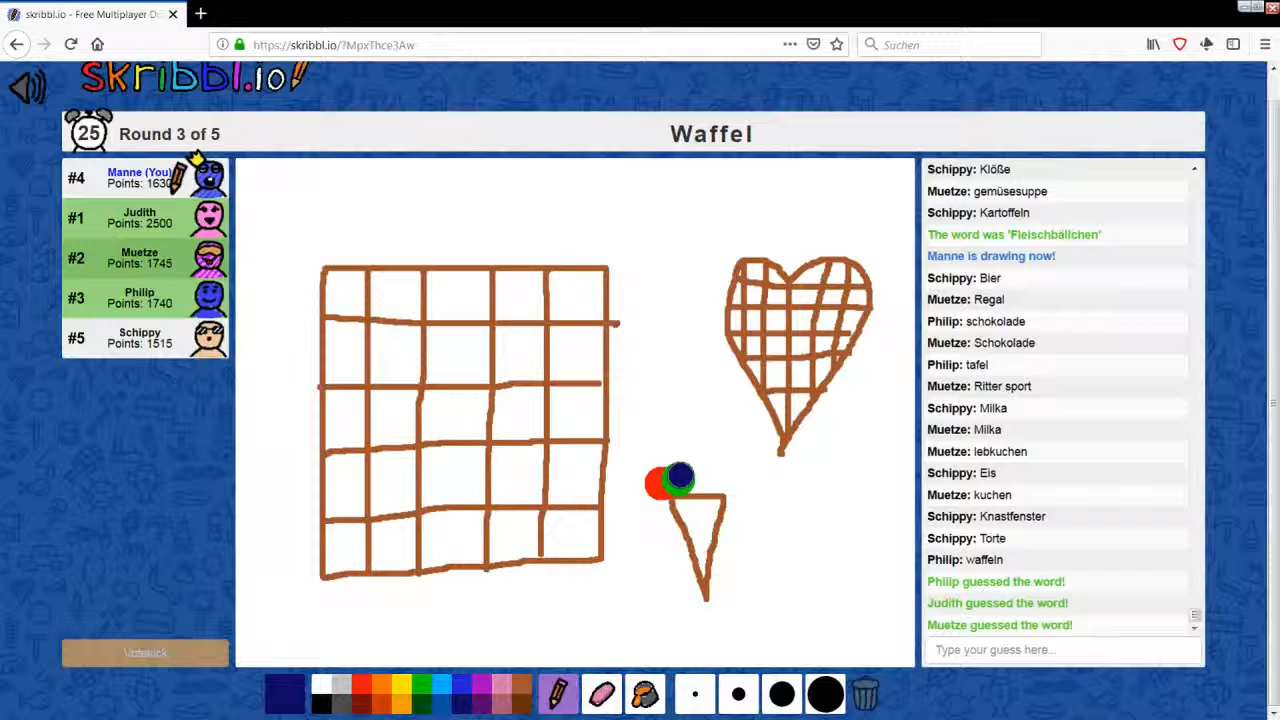 skribbl.io - Free Multiplayer Dr
https://skribbl.io/?MpxThce3Aw
Suchen
skribbl.io!
25
Round 3 of 5
Waffel
#4
Manne (You)
Points: 1630
#1
Judith
Points: 2500
#2
Muetze
Points: 1745
#3
Philip
Points: 1740
#5
Schippy
Points: 1515
Votekick
Schippy: Klöße
Muetze: gemüsesuppe
Schippy: Kartoffeln
The word was 'Fleischbällchen'
Manne is drawing now!
Schippy: Bier
Muetze: Regal
Philip: schokolade
Muetze: Schokolade
Philip: tafel
Muetze: Ritter sport
Schippy: Milka
Muetze: Milka
Muetze: lebkuchen
Schippy: Eis
Muetze: kuchen
Schippy: Knastfenster
Schippy: Torte
Philip: waffeln
Philip guessed the word!
Judith guessed the word!
Muetze guessed the word!
Type your guess here...